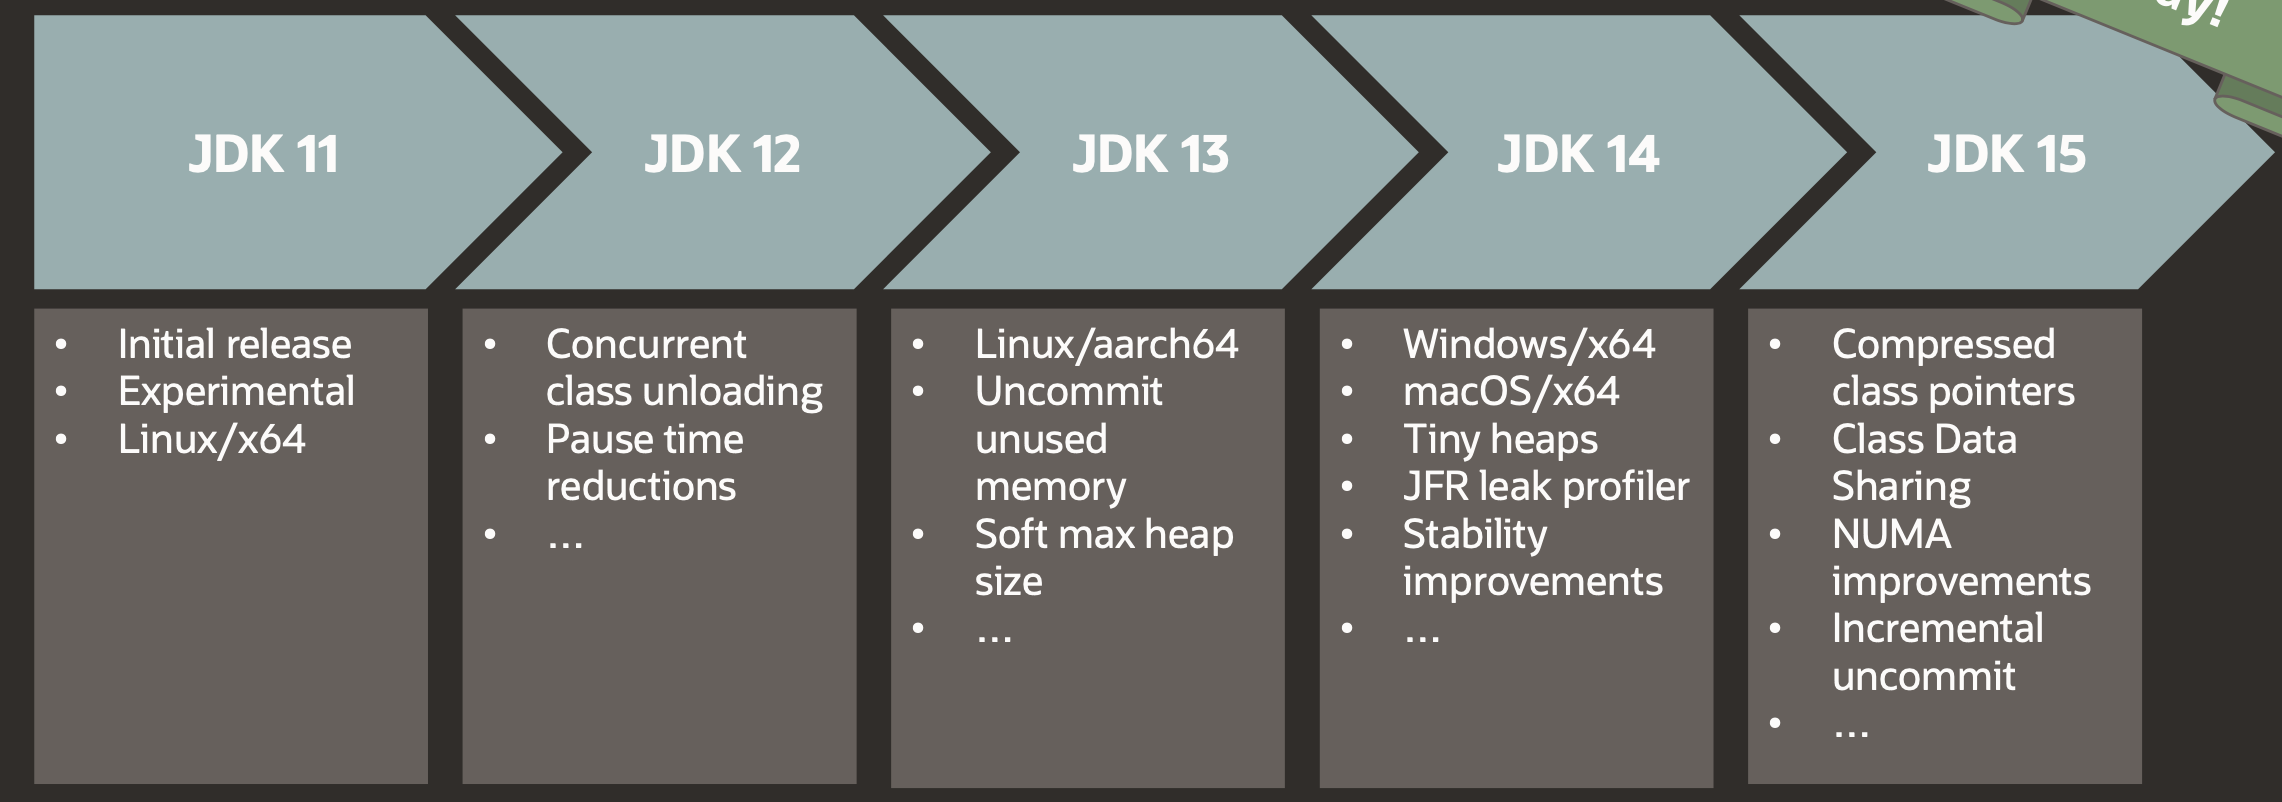 JDK 11
JDK 12
JDK 13
JDK 14
JDK 15
• Initial release
• Experimental
• Linux/x64
• Concurrent
class unloading
• Pause time
reductions
• ...
• Linux/aarch64
• Uncommit
unused
memory
• Soft max heap
size
• ...
• Windows/x64
• macOS/x64
• Tiny heaps
• JFR leak profiler
• Stability
improvements
• ...
• Compressed
class pointers
• Class Data
Sharing
• NUMA
improvements
• Incremental
uncommit
• ...